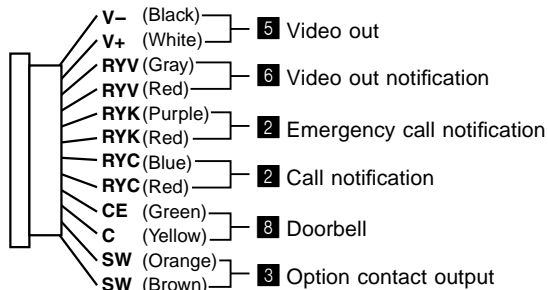 V– (Black)
V+ (White)
5 Video out
RYV (Gray)
RYV (Red)
6 Video out notification
RYK (Purple)
RYK (Red)
2 Emergency call notification
RYC (Blue)
RYC (Red)
2 Call notification
CE (Green)
C (Yellow)
8 Doorbell
SW (Orange)
SW (Brown)
3 Option contact output